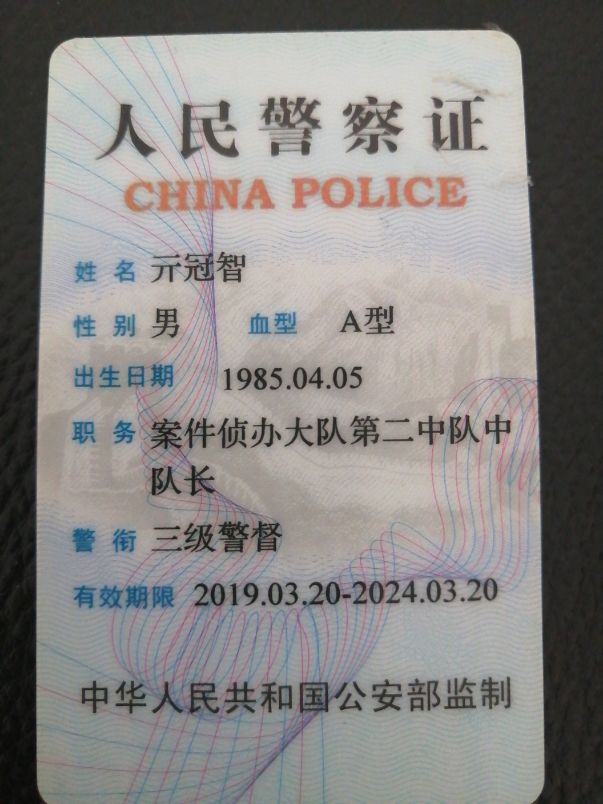 人民警察证
CHINA POLICE
姓名 亓冠智
性别 男 血型 A型
出生日期 1985.04.05
职务 案件侦办大队第二中队中
队长
警衔 三级警督
有效期限 2019.03.20-2024.03.20
中华人民共和国公安部监制